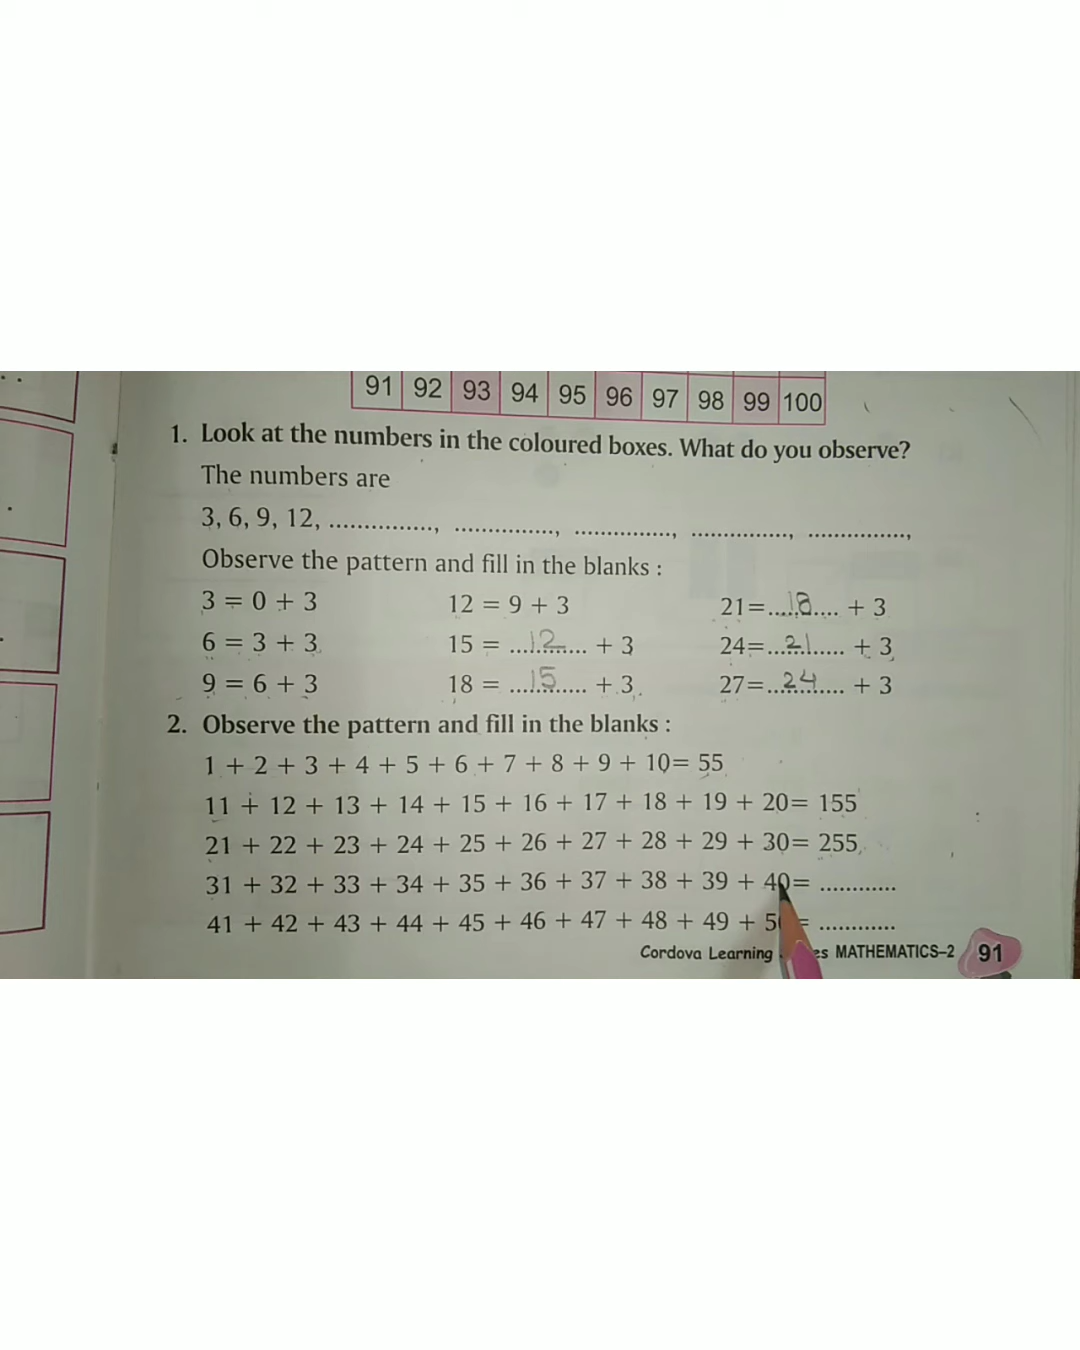 91 92 93 94 95 96 97 98 99 100
1. Look at the numbers in the coloured boxes. What do you observe?
The numbers are
3, 6, 9, 12, ..............., ..............., ..............., ..............., ...............,
Observe the pattern and fill in the blanks :
3 = 0 + 3 12 = 9 + 3 21=....18.... + 3
6 = 3 + 3 15 = ...12....... + 3 24=...21...... + 3
9 = 6 + 3 18 = ...15....... + 3 27=...24...... + 3
2. Observe the pattern and fill in the blanks :
1 + 2 + 3 + 4 + 5 + 6 + 7 + 8 + 9 + 10= 55
11 + 12 + 13 + 14 + 15 + 16 + 17 + 18 + 19 + 20= 155
21 + 22 + 23 + 24 + 25 + 26 + 27 + 28 + 29 + 30= 255
31 + 32 + 33 + 34 + 35 + 36 + 37 + 38 + 39 + 40= ............
41 + 42 + 43 + 44 + 45 + 46 + 47 + 48 + 49 + = ............
Cordova Learning MATHEMATICS–2 91